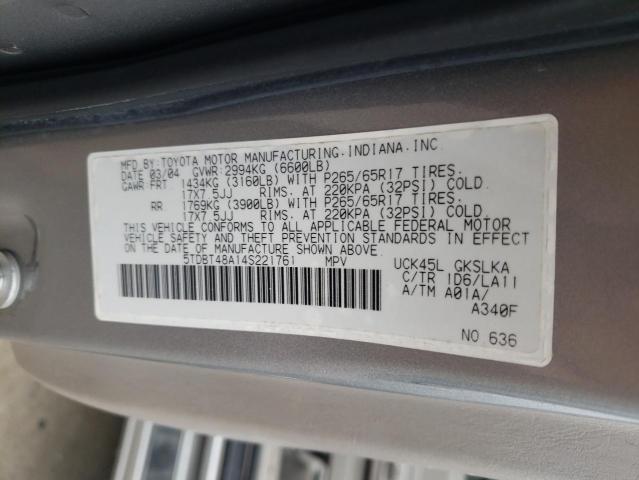 MFD.BY:TOYOTA MOTOR MANUFACTURING.INDIANA.INC.
DATE 03/04 GVWR:2994KG (6600LB)
GAWR FRT 1434KG (3160LB) WITH P265/65R17 TIRES.
17X7.5JJ RIMS. AT 220KPA (32PSI) COLD.
RR 1769KG (3900LB) WITH P265/65R17 TIRES.
17X7.5JJ RIMS. AT 220KPA (32PSI) COLD.
THIS VEHICLE CONFORMS TO ALL APPLICABLE FEDERAL MOTOR
VEHICLE SAFETY AND THEFT PREVENTION STANDARDS IN EFFECT
ON THE DATE OF MANUFACTURE SHOWN ABOVE.
5TDBT48A14S221761 MPV UCK45L GKSLKA
C/TR 1D6/LA11
A/TM A01A/
A340F
NO 636